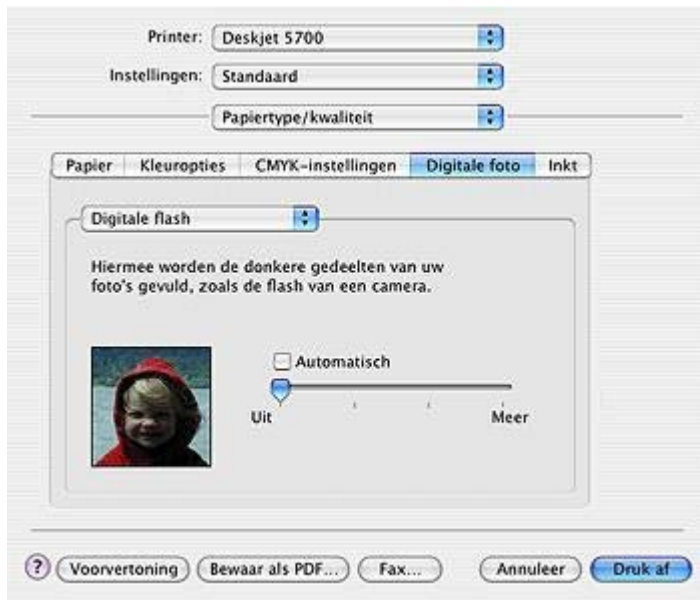 Printer: Deskjet 5700
Instellingen: Standaard
Papiertype/kwaliteit
Papier Kleuropties CMYK-instellingen Digitale foto Inkt
Digitale flash
Hiermee worden de donkere gedeelten van uw
foto's gevuld, zoals de flash van een camera.
Automatisch
Uit Meer
? Voorvertoning Bewaar als PDF... Fax... Annuleer Druk af